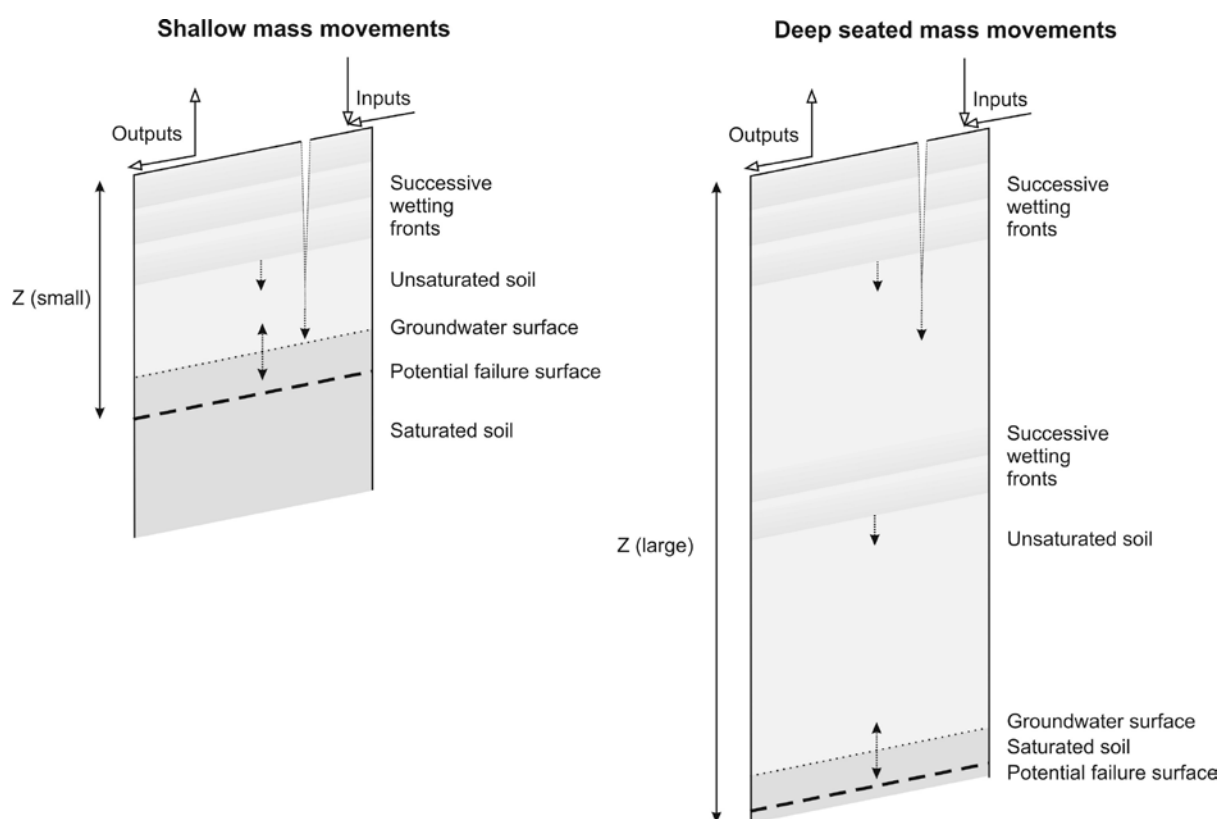 Shallow mass movements
Inputs
Outputs
Successive
wetting
fronts
Z (small)
Unsaturated soil
Groundwater surface
Potential failure surface
Saturated soil
Deep seated mass movements
Inputs
Outputs
Successive
wetting
fronts
Successive
wetting
fronts
Z (large)
Unsaturated soil
Groundwater surface
Saturated soil
Potential failure surface